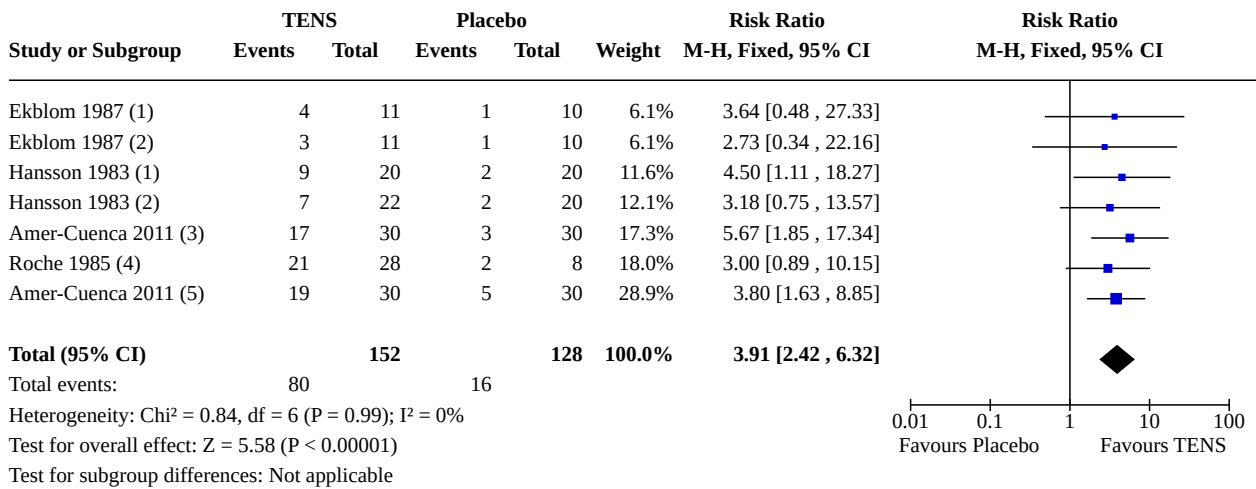 TENS Placebo Risk Ratio Risk Ratio
Study or Subgroup Events Total Events Total Weight M-H, Fixed, 95% CI M-H, Fixed, 95% CI
Ekblom 1987 (1) 4 11 1 10 6.1% 3.64 [0.48 , 27.33]
Ekblom 1987 (2) 3 11 1 10 6.1% 2.73 [0.34 , 22.16]
Hansson 1983 (1) 9 20 2 20 11.6% 4.50 [1.11 , 18.27]
Hansson 1983 (2) 7 22 2 20 12.1% 3.18 [0.75 , 13.57]
Amer-Cuenca 2011 (3) 17 30 3 30 17.3% 5.67 [1.85 , 17.34]
Roche 1985 (4) 21 28 2 8 18.0% 3.00 [0.89 , 10.15]
Amer-Cuenca 2011 (5) 19 30 5 30 28.9% 3.80 [1.63 , 8.85]
Total (95% CI) 152 128 100.0% 3.91 [2.42 , 6.32]
Total events: 80 16
Heterogeneity: Chi² = 0.84, df = 6 (P = 0.99); I² = 0%
0.01 0.1 1 10 100
Test for overall effect: Z = 5.58 (P < 0.00001)
Favours Placebo Favours TENS
Test for subgroup differences: Not applicable